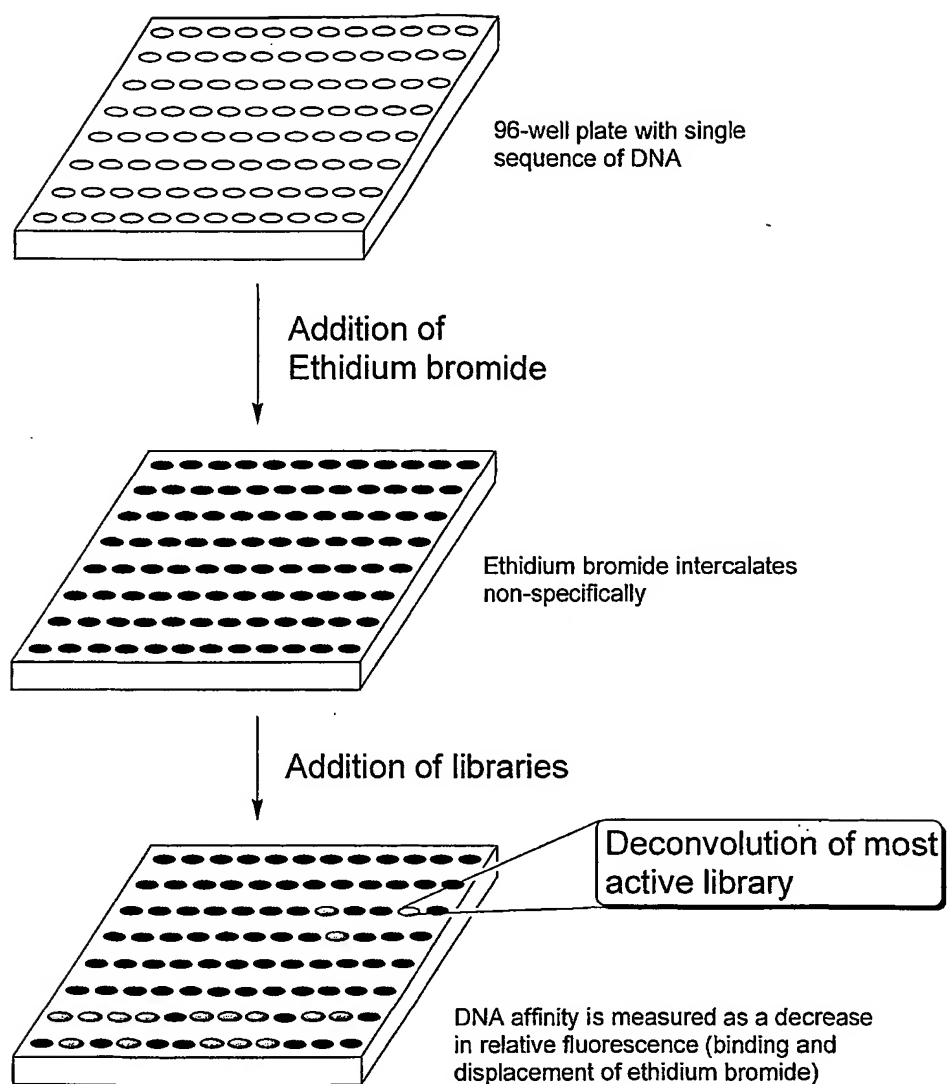 96-well plate with single
sequence of DNA
Addition of
Ethidium bromide
Ethidium bromide intercalates
non-specifically
Addition of libraries
Deconvolution of most
active library
DNA affinity is measured as a decrease
in relative fluorescence (binding and
displacement of ethidium bromide)